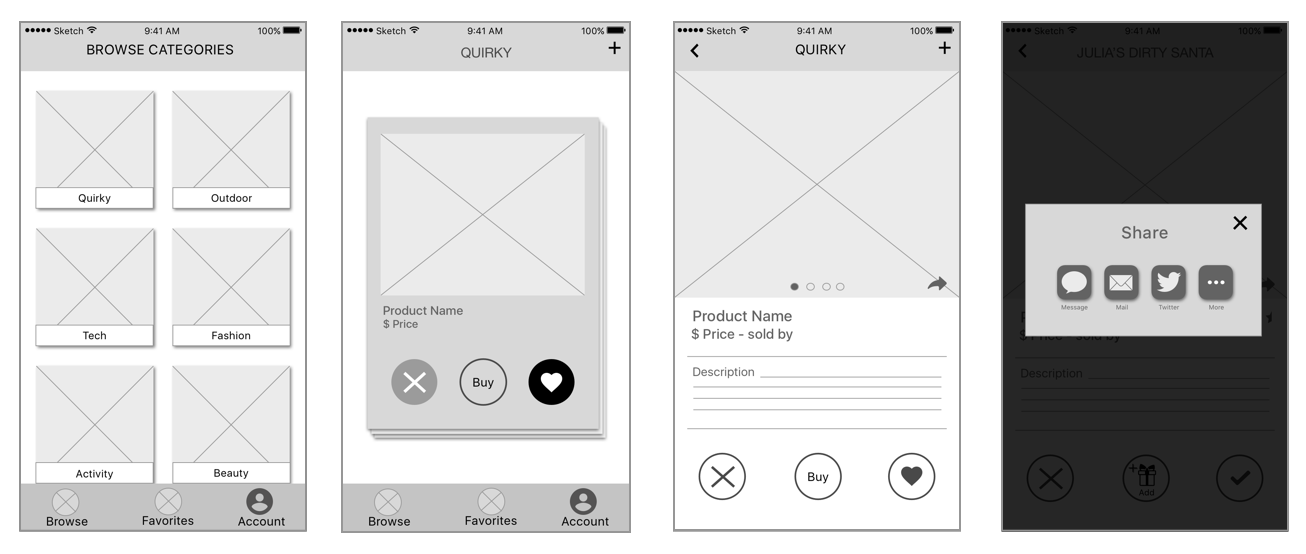 Sketch 9:41 AM 100%
BROWSE CATEGORIES
Quirky Outdoor
Tech Fashion
Activity Beauty
Browse Favorites Account
Sketch 9:41 AM 100%
QUIRKY +
Product Name
$ Price
Buy
Browse Favorites Account
Sketch 9:41 AM 100%
QUIRKY +
Product Name
$ Price - sold by
Description
Buy
Sketch 9:41 AM 100%
JULIA'S DIRTY SANTA
Share
Message Mail Twitter More
$ Price - sold by
Description
+
Add